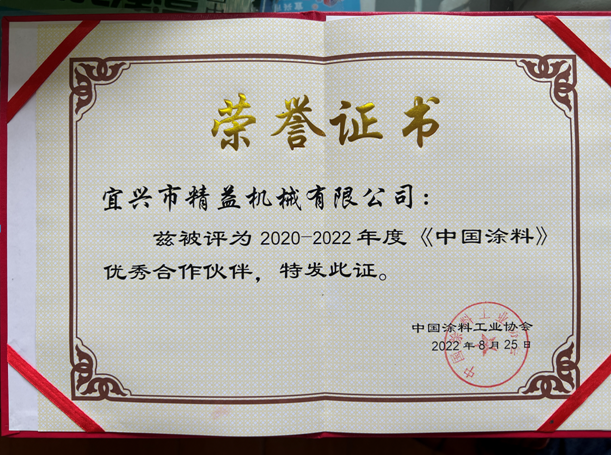 荣誉证书
宜兴市精益机械有限公司：
兹被评为 2020-2022 年度《中国涂料》
优秀合作伙伴，特发此证。
中国涂料工业协会
2022 年 8 月 25 日